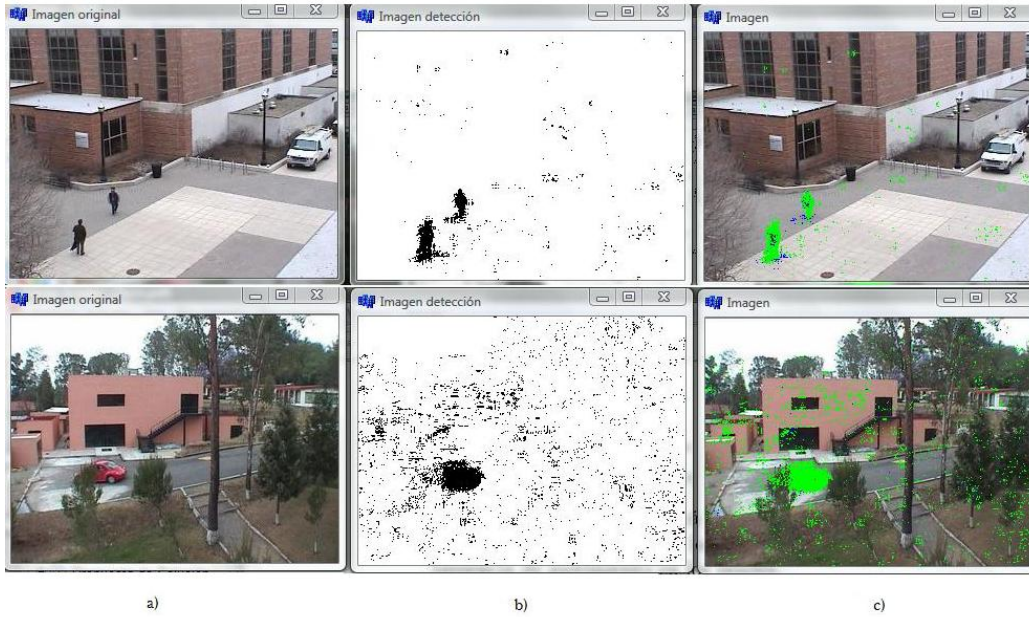 Imagen original
Imagen detección
Imagen
Imagen original
Imagen detección
Imagen
a)
b)
c)